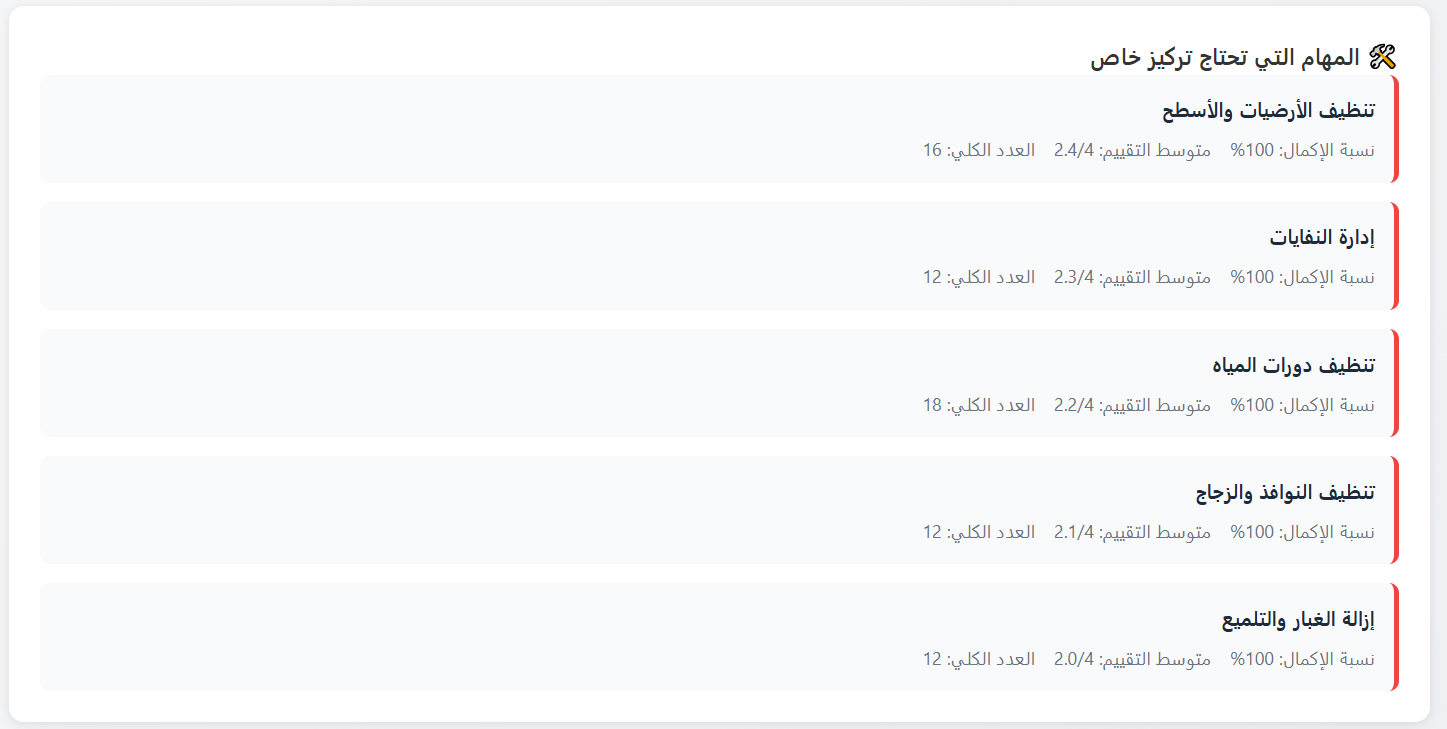 🛠 المهام التي تحتاج تركيز خاص
تنظيف الأرضيات والأسطح
نسبة الإكمال: 100% متوسط التقييم: 2.4/4 العدد الكلي: 16
إدارة النفايات
نسبة الإكمال: 100% متوسط التقييم: 2.3/4 العدد الكلي: 12
تنظيف دورات المياه
نسبة الإكمال: 100% متوسط التقييم: 2.2/4 العدد الكلي: 18
تنظيف النوافذ والزجاج
نسبة الإكمال: 100% متوسط التقييم: 2.1/4 العدد الكلي: 12
إزالة الغبار والتلميع
نسبة الإكمال: 100% متوسط التقييم: 2.0/4 العدد الكلي: 12